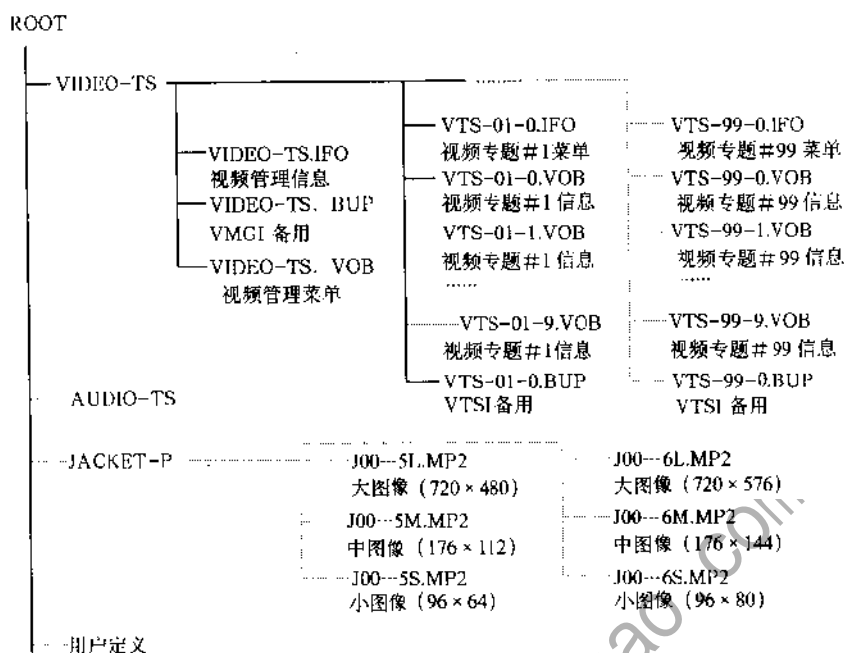 ROOT
VIDEO-TS
VIDEO-TS.IFO
视频管理信息
VIDEO-TS. BUP
VMGI 备用
VIDEO-TS. VOB
视频管理菜单
VTS-01-0.IFO
视频专题#1菜单
VTS-01-0.VOB
视频专题#1信息
VTS-01-1.VOB
视频专题#1信息
......
VTS-01-9.VOB
视频专题#1信息
VTS-01-0.BUP
VTSI备用
VTS-99-0.IFO
视频专题#99 菜单
VTS-99-0.VOB
视频专题#99信息
VTS-99-1.VOB
视频专题#99 信息
......
VTS-99-9.VOB
视频专题#99 信息
VTS-99-0.BUP
VTSI 备用
AUDIO-TS
JACKET-P
J00---5L.MP2
大图像（720×480）
J00---5M.MP2
中图像（176×112）
J00---5S.MP2
小图像（96×64）
J00---6L.MP2
大图像（720×576）
J00---6M.MP2
中图像（176×144）
J00---6S.MP2
小图像（96×80）
用户定义